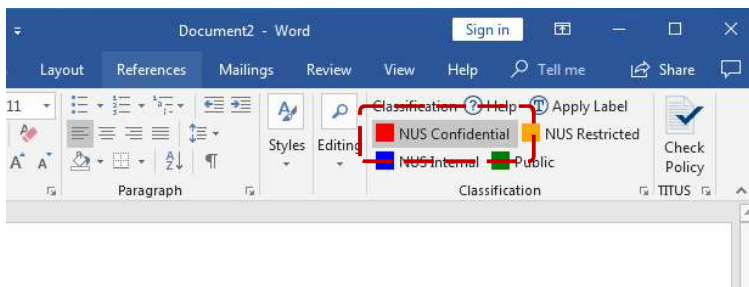 Document2 - Word Sign in
Layout References Mailings Review View Help Tell me Share
11 Classification Help Apply Label
NUS Confidential NUS Restricted
Styles Editing Check Policy
NUS Internal Public
Paragraph Classification TITUS